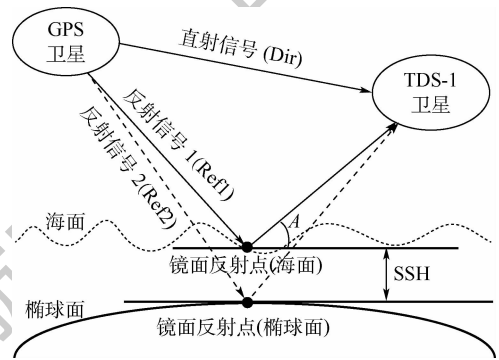 GPS
卫星
直射信号 (Dir)
TDS-1
卫星
反射信号 1(Ref1)
反射信号 2(Ref2)
海面
A
镜面反射点(海面)
SSH
椭球面
镜面反射点(椭球面)